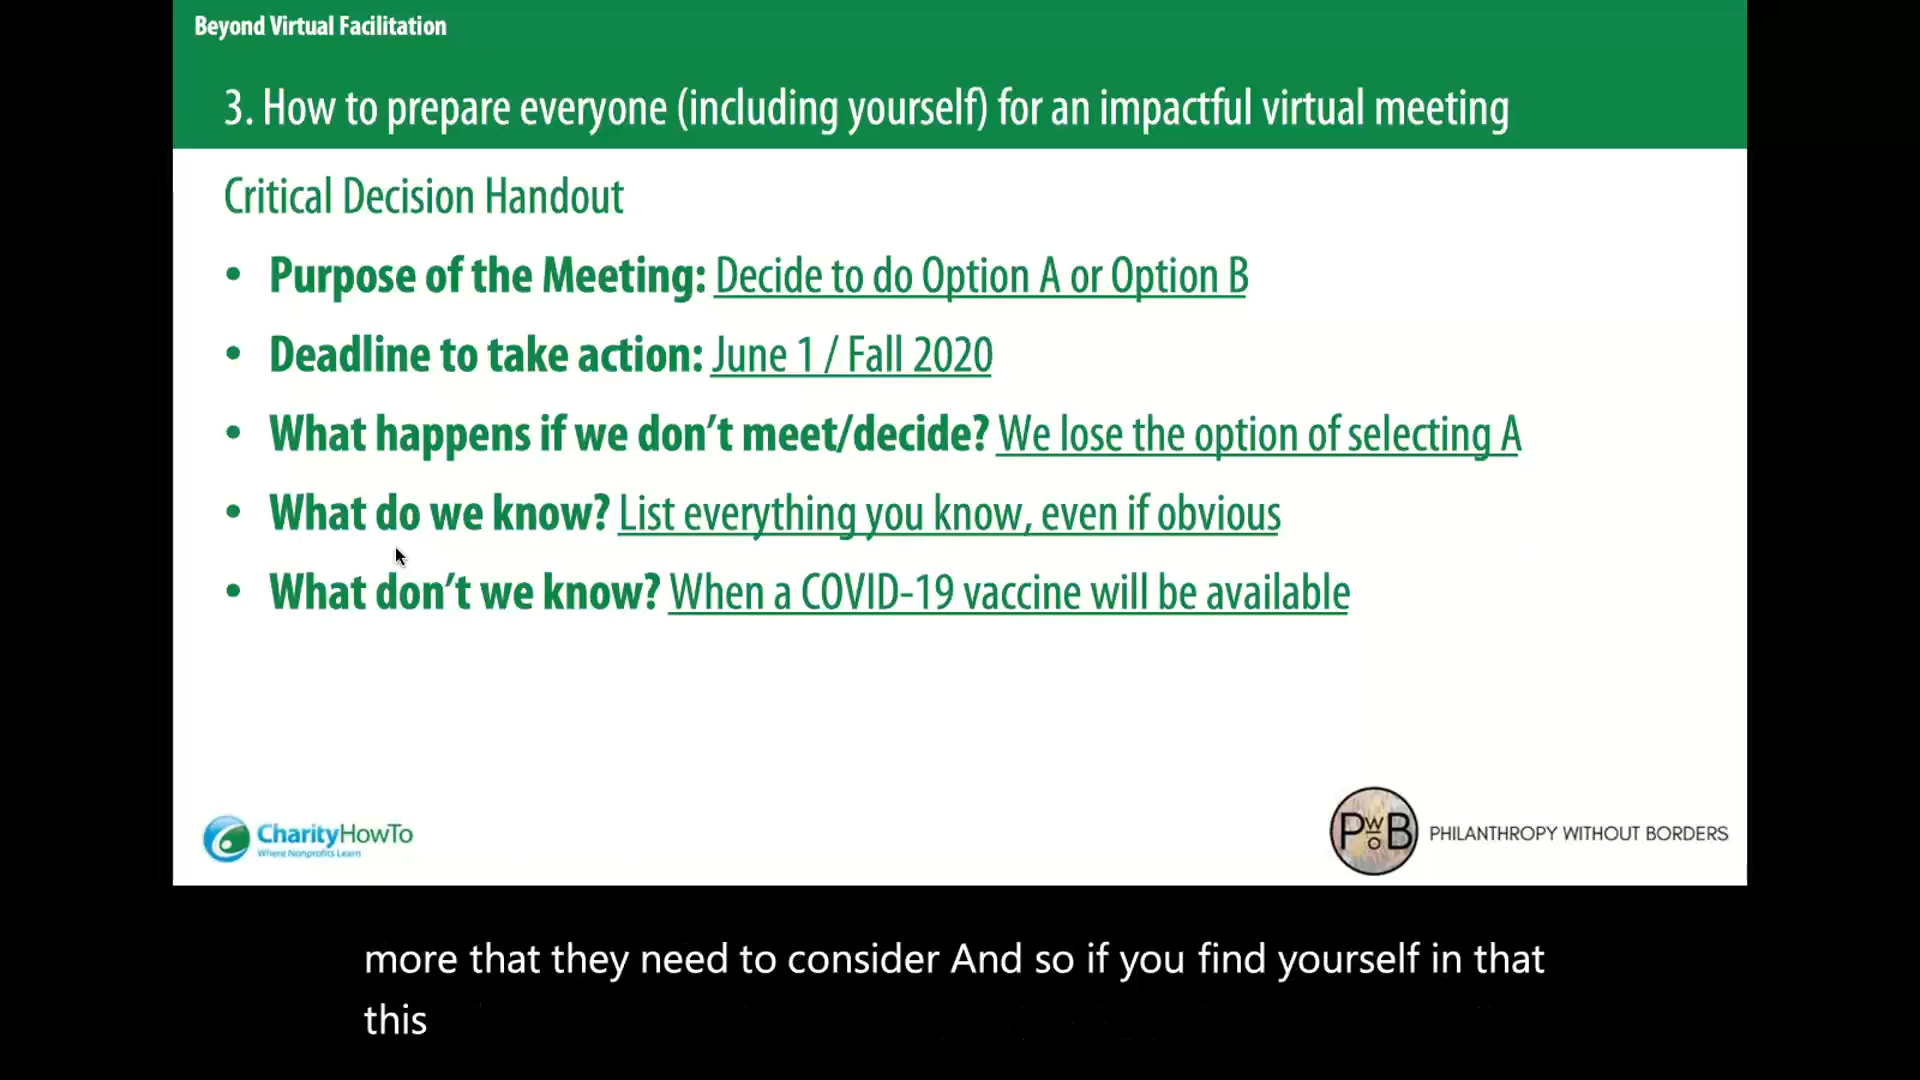 Beyond Virtual Facilitation
3. How to prepare everyone (including yourself) for an impactful virtual meeting
Critical Decision Handout
• Purpose of the Meeting: Decide to do Option A or Option B
• Deadline to take action: June 1 / Fall 2020
• What happens if we don’t meet/decide? We lose the option of selecting A
• What do we know? List everything you know, even if obvious
• What don’t we know? When a COVID-19 vaccine will be available
CharityHowTo
Where Nonprofits Learn
PWOB
PHILANTHROPY WITHOUT BORDERS
more that they need to consider And so if you find yourself in that
this